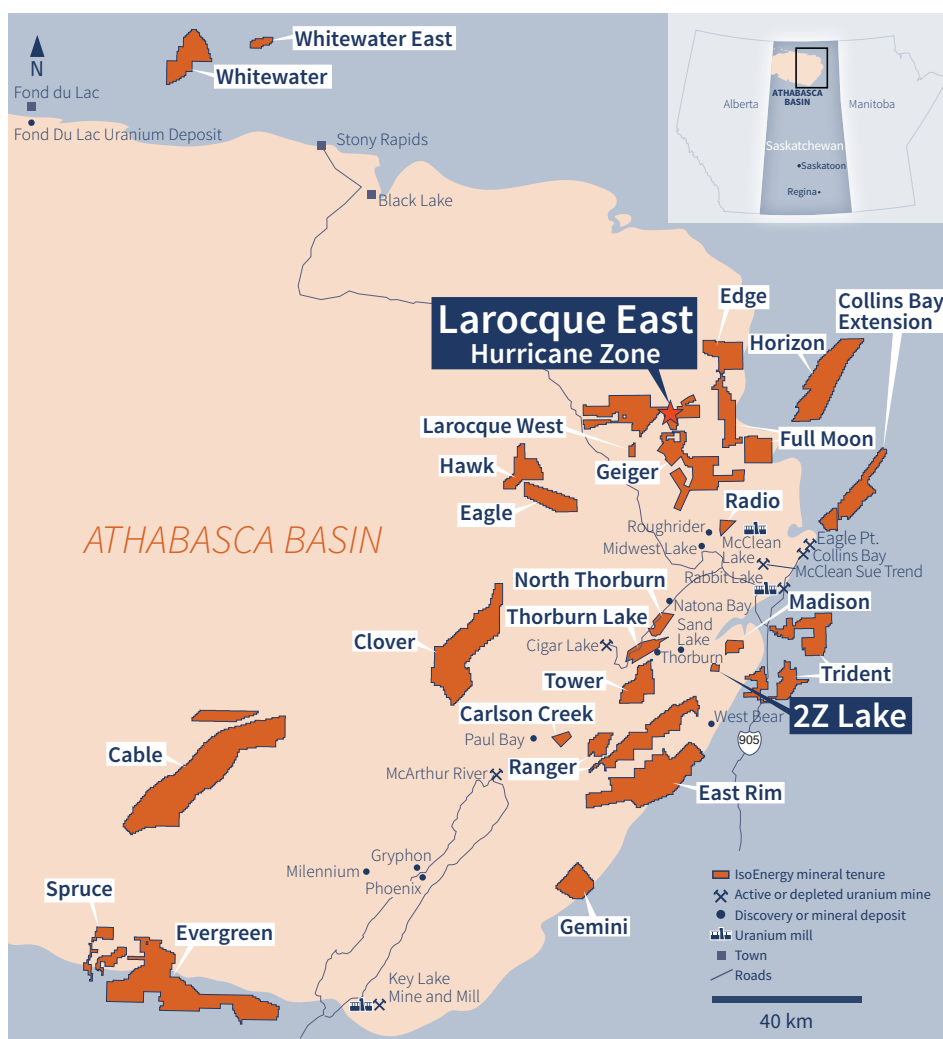 Whitewater East
Whitewater
N
Fond du Lac
Fond Du Lac Uranium Deposit
Stony Rapids
Black Lake
Alberta
ATHABASCA
BASIN
Manitoba
Saskatchewan
Saskatoon
Regina
Edge
Collins Bay
Extension
Horizon
Larocque East
Hurricane Zone
Larocque West
Full Moon
Hawk
Geiger
Eagle
Radio
ATHABASCA BASIN
Roughrider
Midwest Lake
McClean
Lake
Eagle Pt.
Collins Bay
McClean Sue Trend
Rabbit Lake
North Thorburn
Natona Bay
Madison
Thorburn Lake
Sand
Lake
Clover
Cigar Lake
Thorburn
Trident
Tower
Carlson Creek
West Bear
2Z Lake
Paul Bay
905
Cable
Ranger
McArthur River
East Rim
Gryphon
Milennium
Phoenix
Spruce
Evergreen
Gemini
Key Lake
Mine and Mill
IsoEnergy mineral tenure
Active or depleted uranium mine
Discovery or mineral deposit
Uranium mill
Town
Roads
40 km